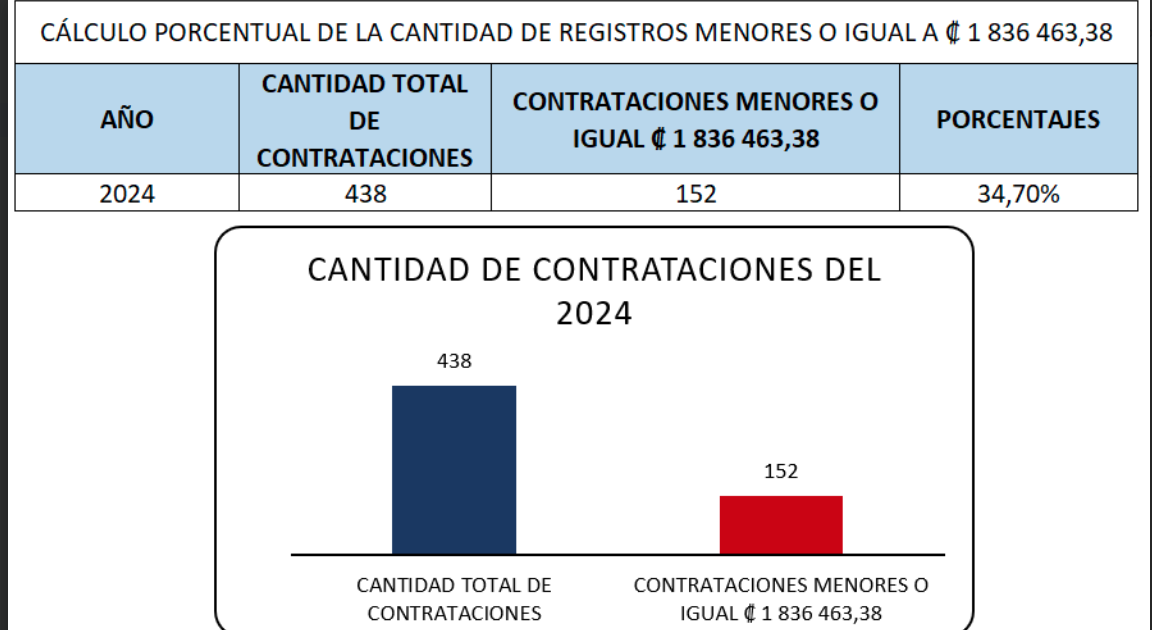 CÁLCULO PORCENTUAL DE LA CANTIDAD DE REGISTROS MENORES O IGUAL A ₡ 1 836 463,38
AÑO
CANTIDAD TOTAL
DE
CONTRATACIONES
CONTRATACIONES MENORES O
IGUAL ₡ 1 836 463,38
PORCENTAJES
2024
438
152
34,70%
CANTIDAD DE CONTRATACIONES DEL
2024
438
152
CANTIDAD TOTAL DE
CONTRATACIONES
CONTRATACIONES MENORES O
IGUAL ₡ 1 836 463,38